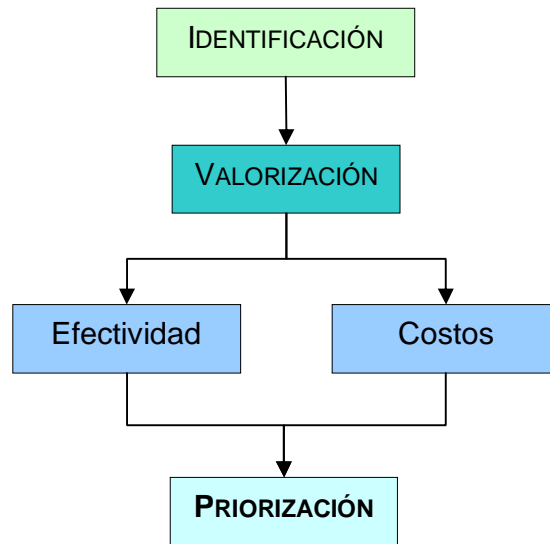 IDENTIFICACIÓN
VALORIZACIÓN
Efectividad
Costos
PRIORIZACIÓN